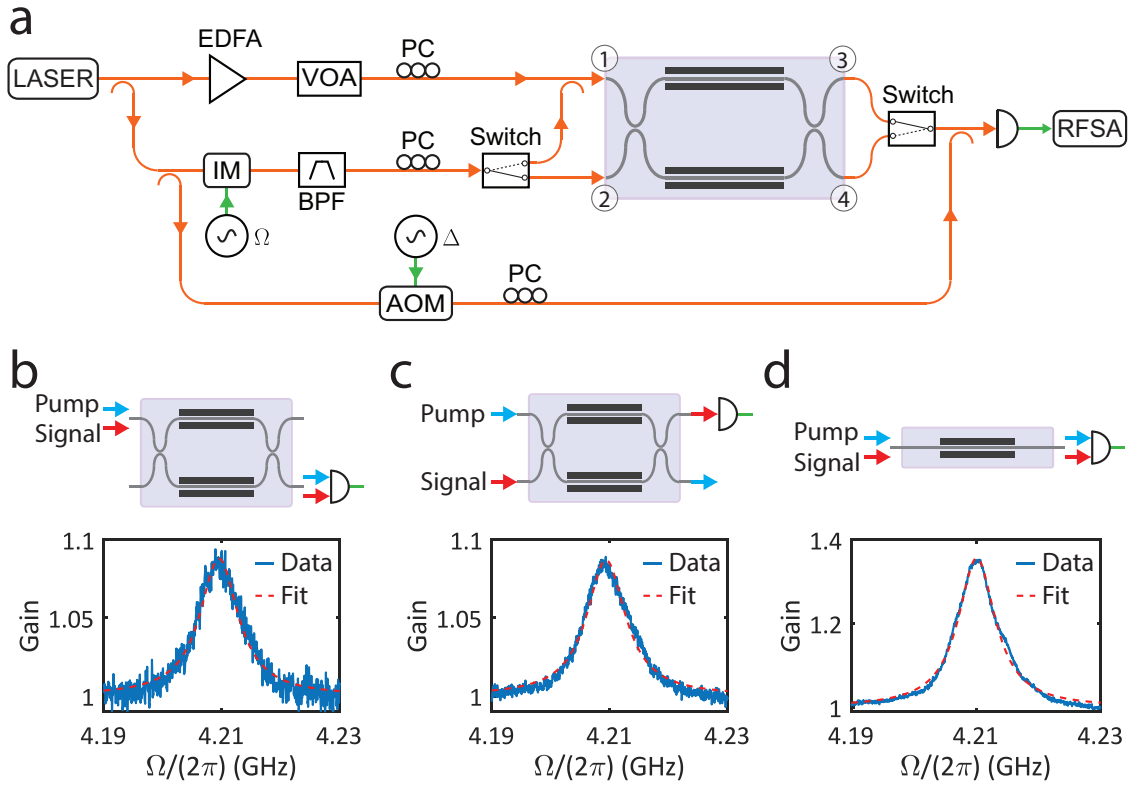 a
EDFA
PC
LASER
VOA
1
3
Switch
RFSA
PC
Switch
IM
BPF
2
4
Ω
Δ
PC
AOM
b
Pump
Signal
1.1
Data
Fit
1.05
Gain
1
4.19
4.21
4.23
Ω/(2π) (GHz)
c
Pump
Signal
1.1
Data
Fit
1.05
Gain
1
4.19
4.21
4.23
Ω/(2π) (GHz)
d
Pump
Signal
1.4
Data
Fit
1.2
Gain
1
4.19
4.21
4.23
Ω/(2π) (GHz)